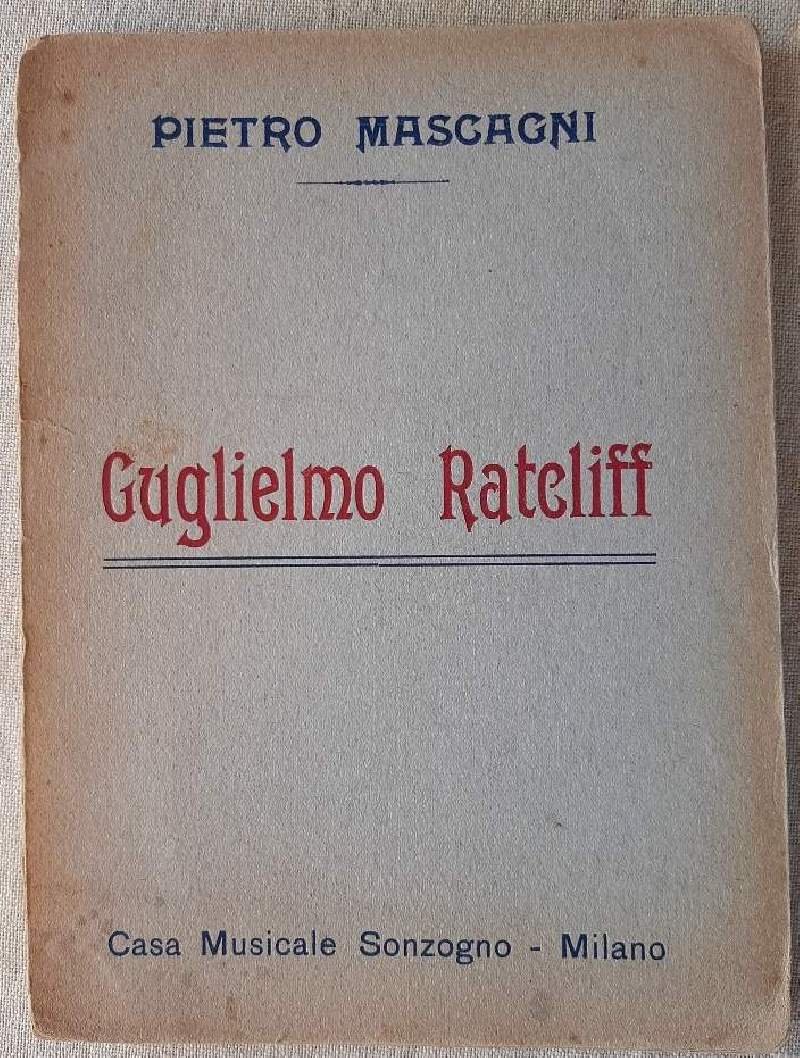 PIETRO MASCAGNI
Guglielmo Ratcliff
Casa Musicale Sonzogno - Milano